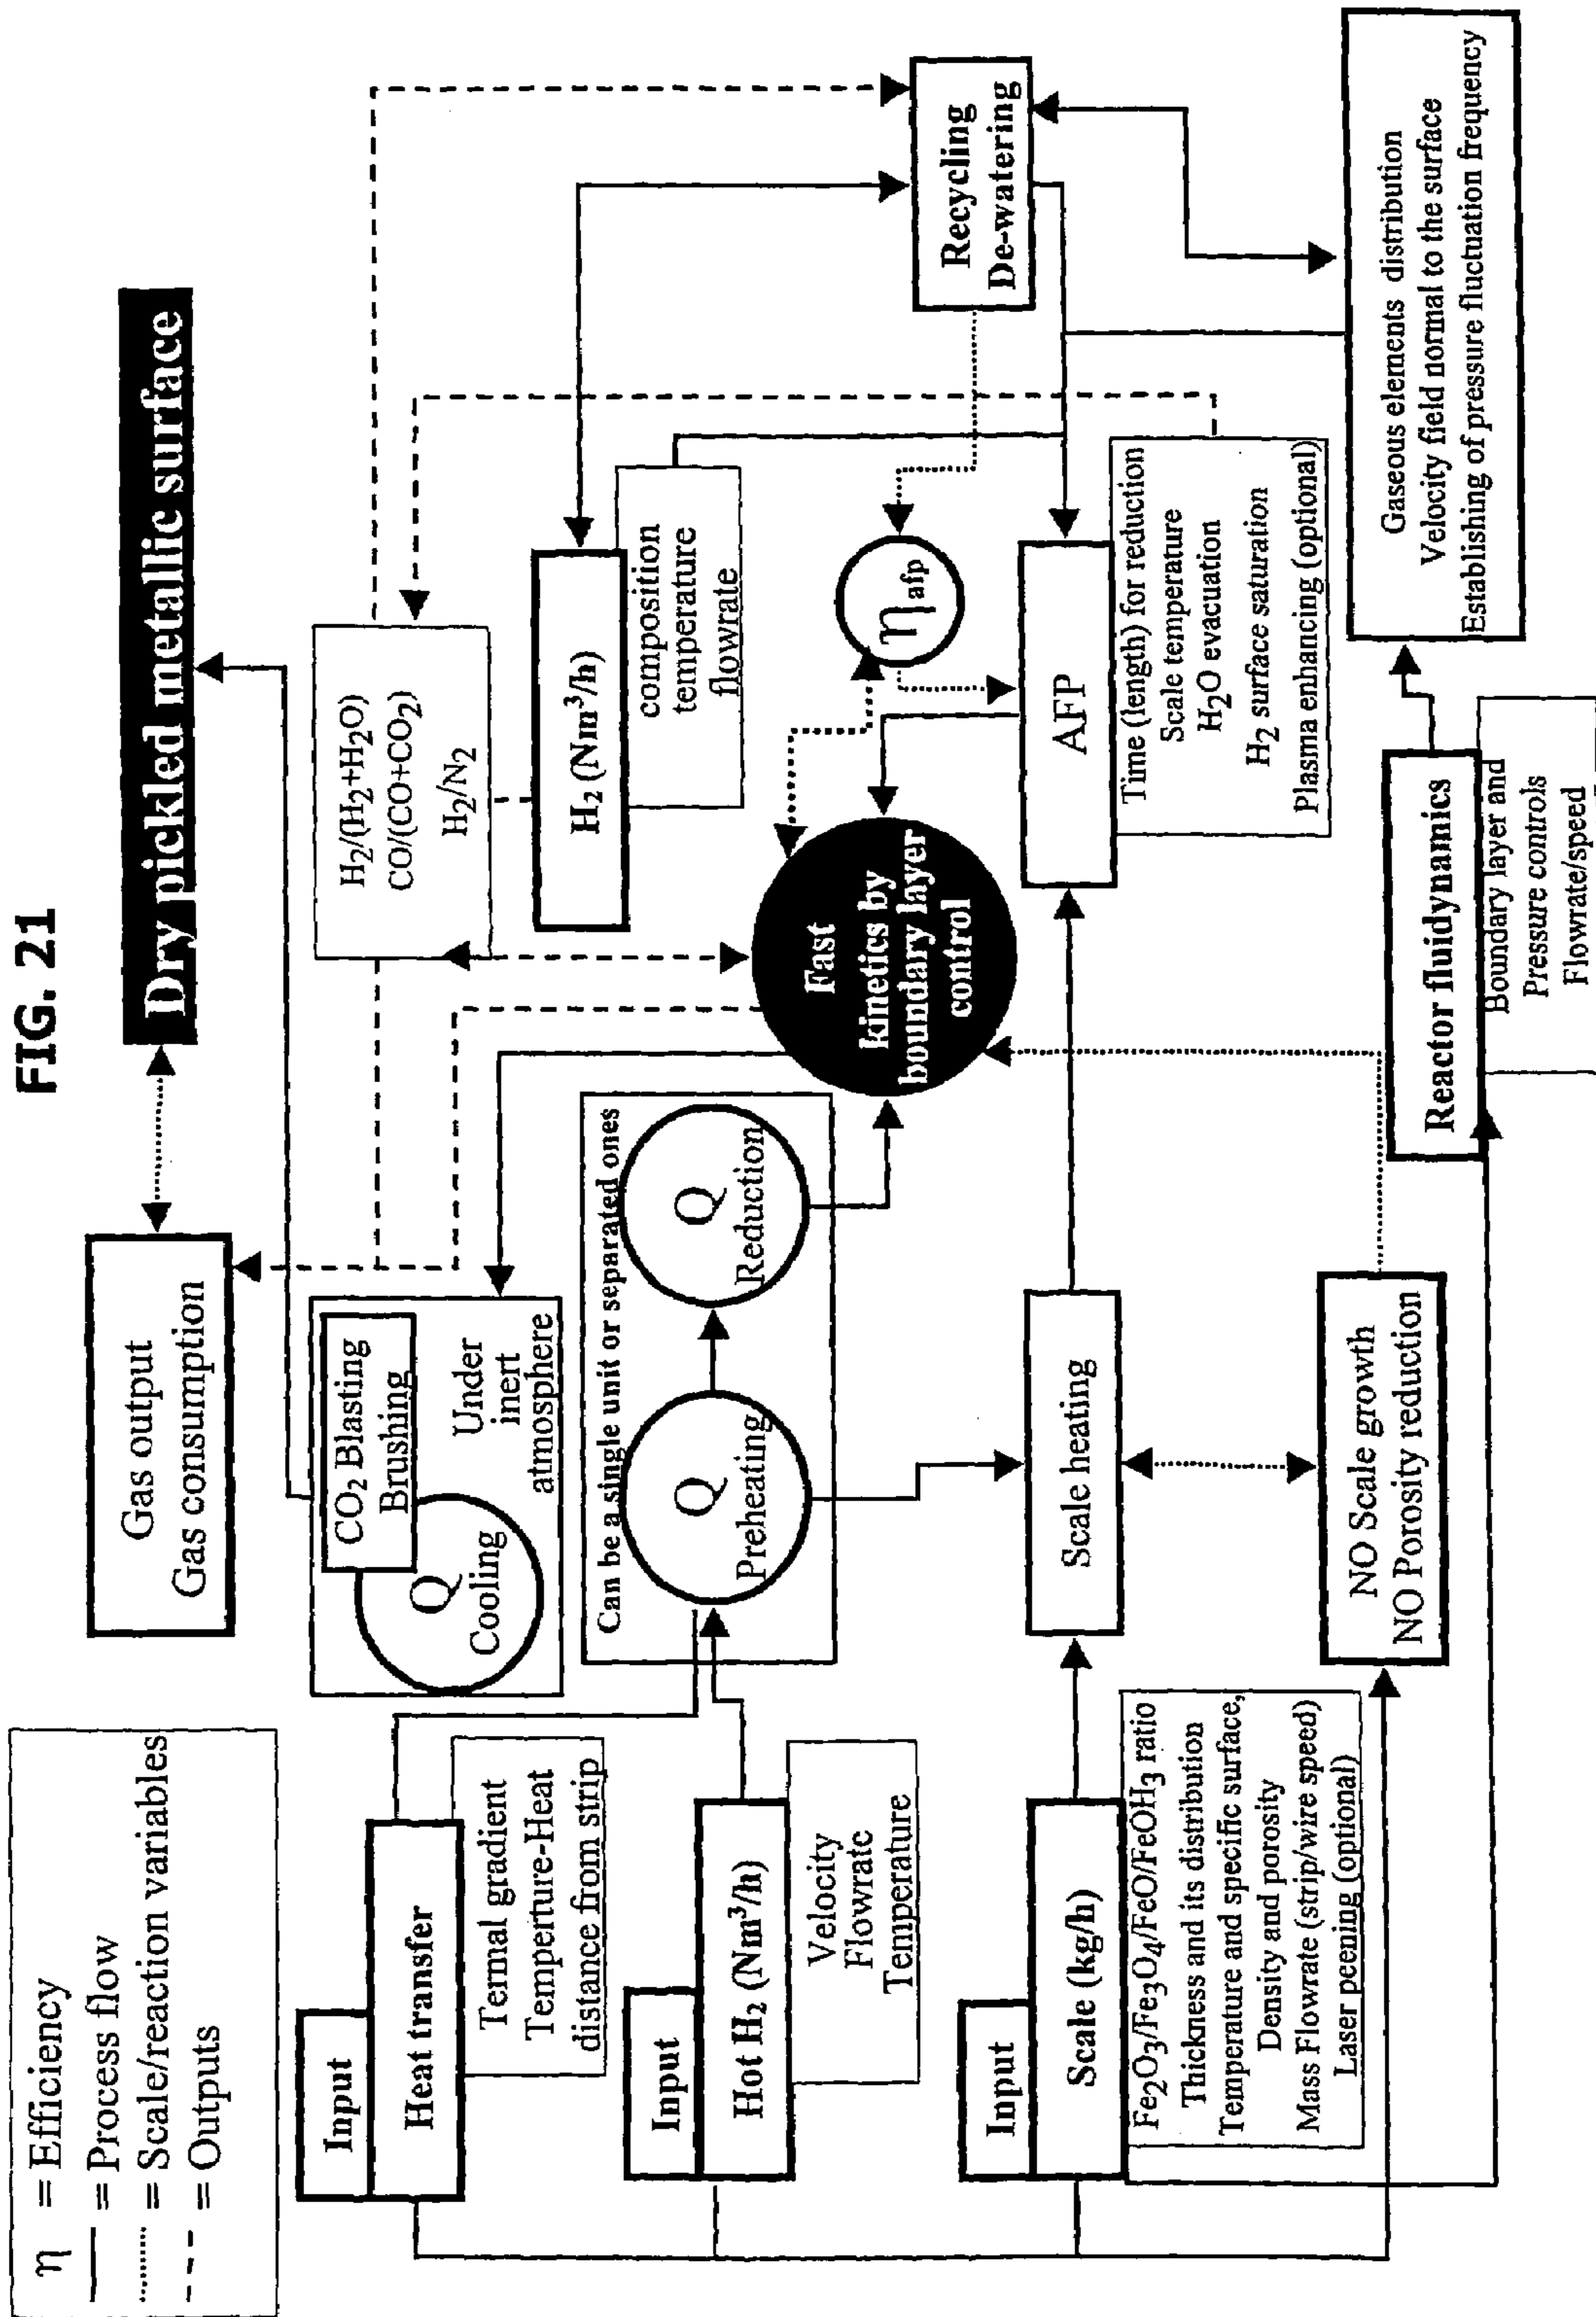 FIG. 21
η = Efficiency
= Process flow
= Scale/reaction variables
= Outputs
Gas output
Gas consumption
Dry pickled metallic surface
Input
Heat transfer
Ternal gradient
Temperture-Heat
distance from strip
CO₂ Blasting
Brushing
Q
Cooling
Under
inert
atmosphere
H₂/(H₂+H₂O)
CO/(CO+CO₂)
H₂/N₂
H₂ (Nm³/h)
composition
temperature
flowrate
Input
Hot H₂ (Nm³/h)
Velocity
Flowrate
Temperature
Can be a single unit or separated ones
Q
Preheating
Q
Reduction
Fast
kinetics by
boundary layer
control
η afp
Recycling
De-watering
Input
Scale (kg/h)
Fe₂O₃/Fe₃O₄/FeO/FeOH₃ ratio
Thickness and its distribution
Temperature and specific surface,
Density and porosity
Mass Flowrate (strip/wire speed)
Laser peening (optional)
Scale heating
AFP
Time (length) for reduction
Scale temperature
H₂O evacuation
H₂ surface saturation
Plasma enhancing (optional)
NO Scale growth
NO Porosity reduction
Reactor fluidynamics
Boundary layer and
Pressure controls
Flowrate/speed
Gaseous elements distribution
Velocity field normal to the surface
Establishing of pressure fluctuation frequency